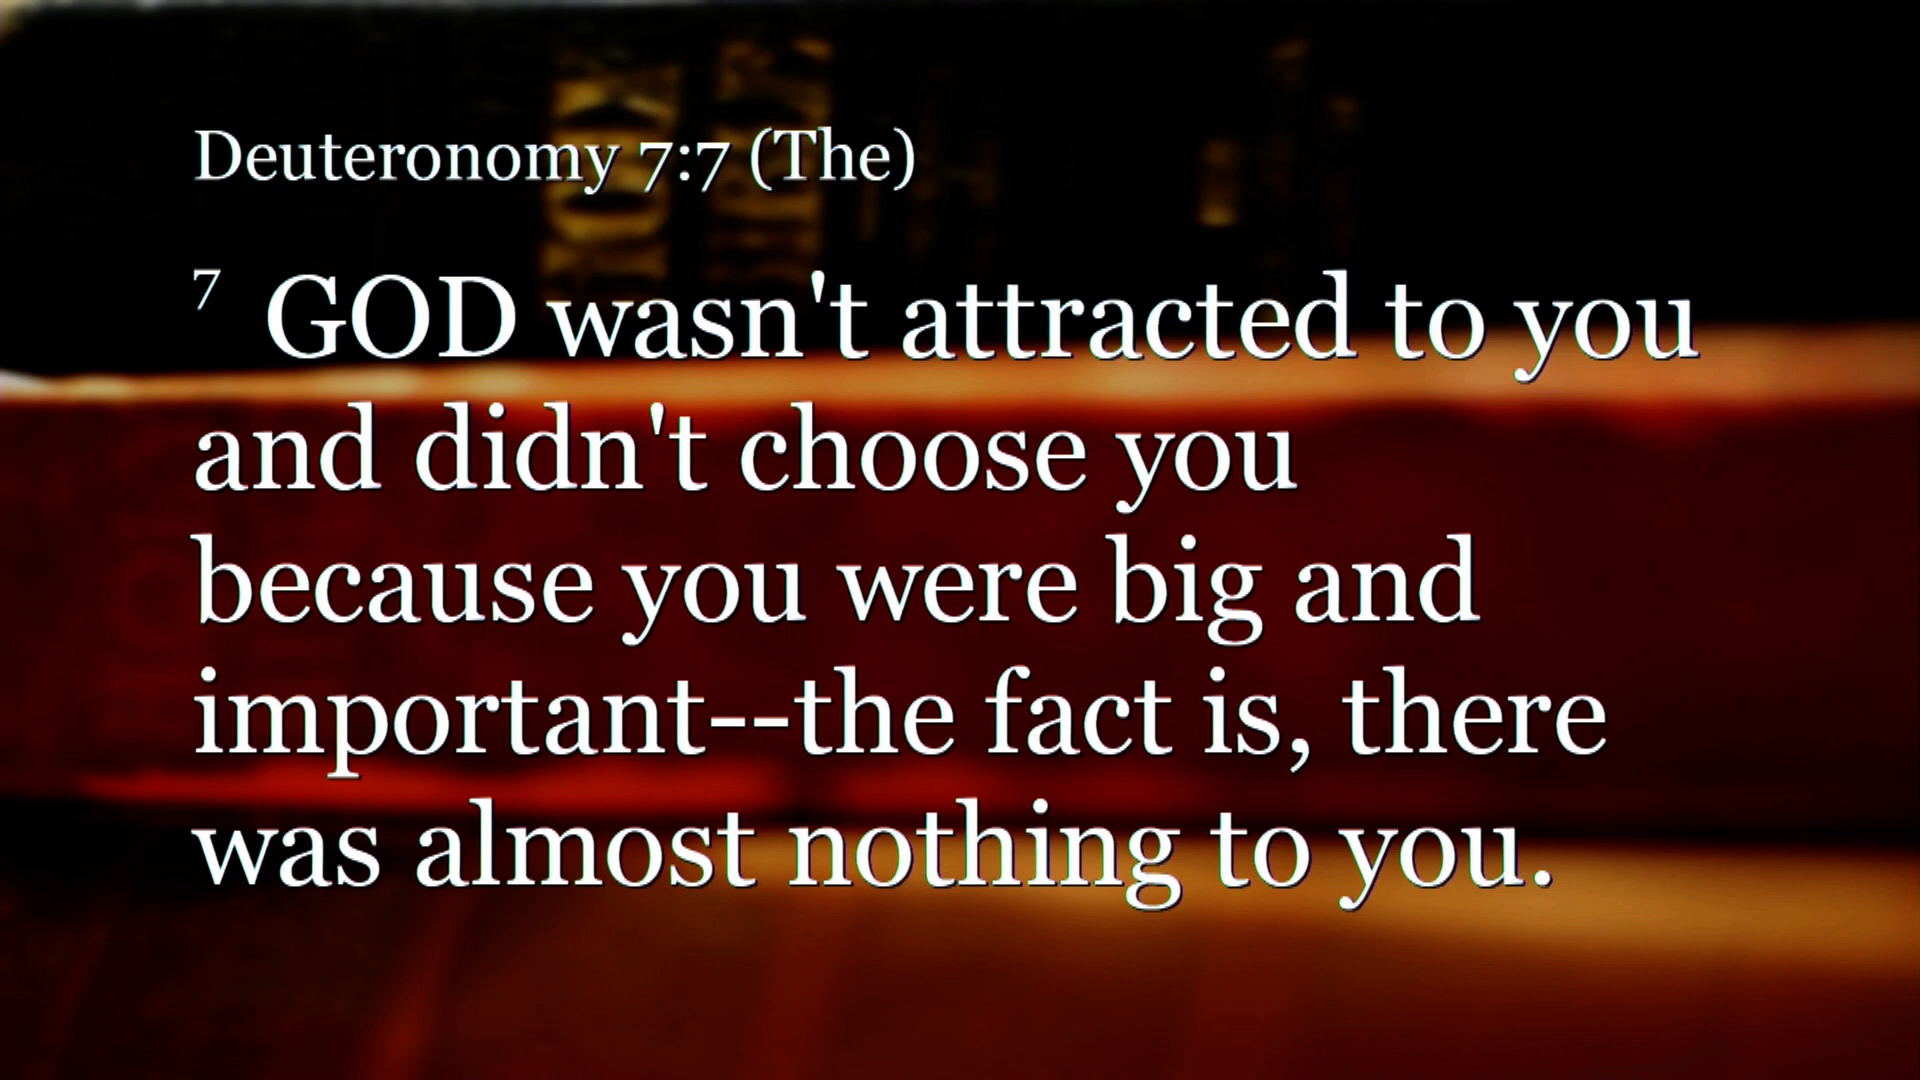 Deuteronomy 7:7 (The)
7 GOD wasn't attracted to you
and didn't choose you
because you were big and
important--the fact is, there
was almost nothing to you.